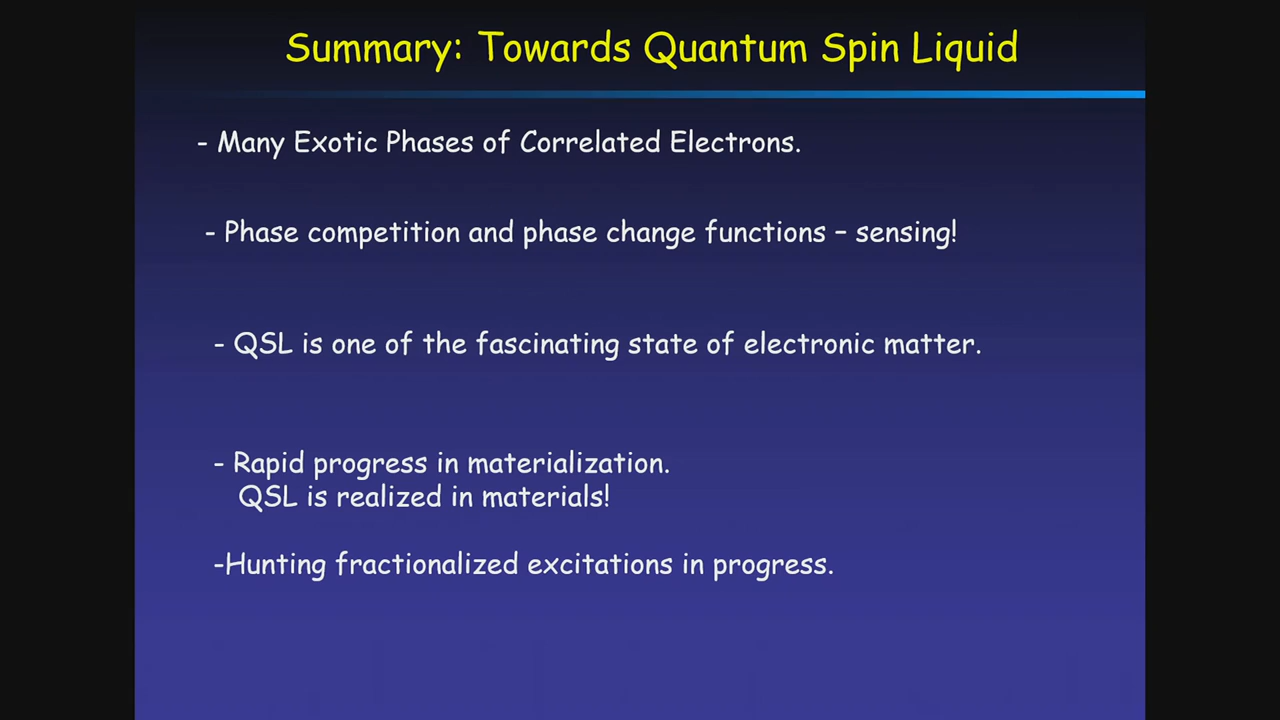 Summary: Towards Quantum Spin Liquid
- Many Exotic Phases of Correlated Electrons.
- Phase competition and phase change functions – sensing!
- QSL is one of the fascinating state of electronic matter.
- Rapid progress in materialization.
QSL is realized in materials!
-Hunting fractionalized excitations in progress.